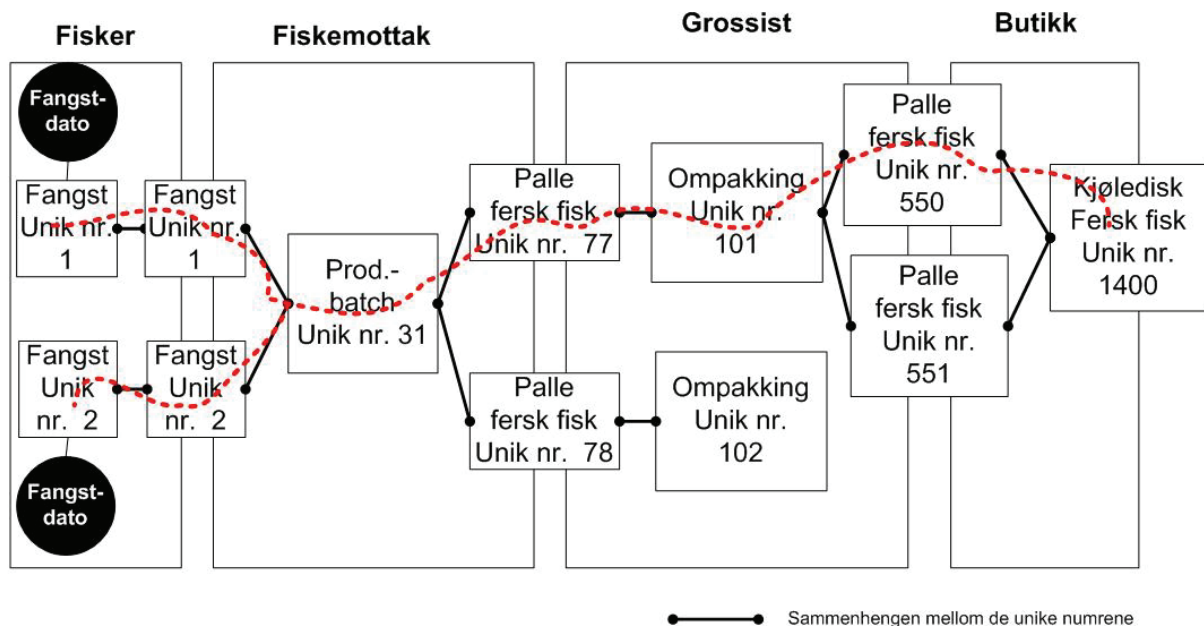 Fisker
Fiskemottak
Grossist
Butikk
Fangst-
dato
Fangst
Unik nr.
1
Fangst
Unik nr.
1
Fangst
Unik
nr. 2
Fangst
Unik
nr. 2
Fangst-
dato
Prod.-
batch
Unik nr. 31
Palle
fersk fisk
Unik nr. 77
Palle
fersk fisk
Unik nr. 78
Ompakking
Unik nr.
101
Ompakking
Unik nr.
102
Palle
fersk fisk
Unik nr.
550
Palle
fersk fisk
Unik nr.
551
Kjøledisk
Fersk fisk
Unik nr.
1400
Sammenhengen mellom de unike numrene